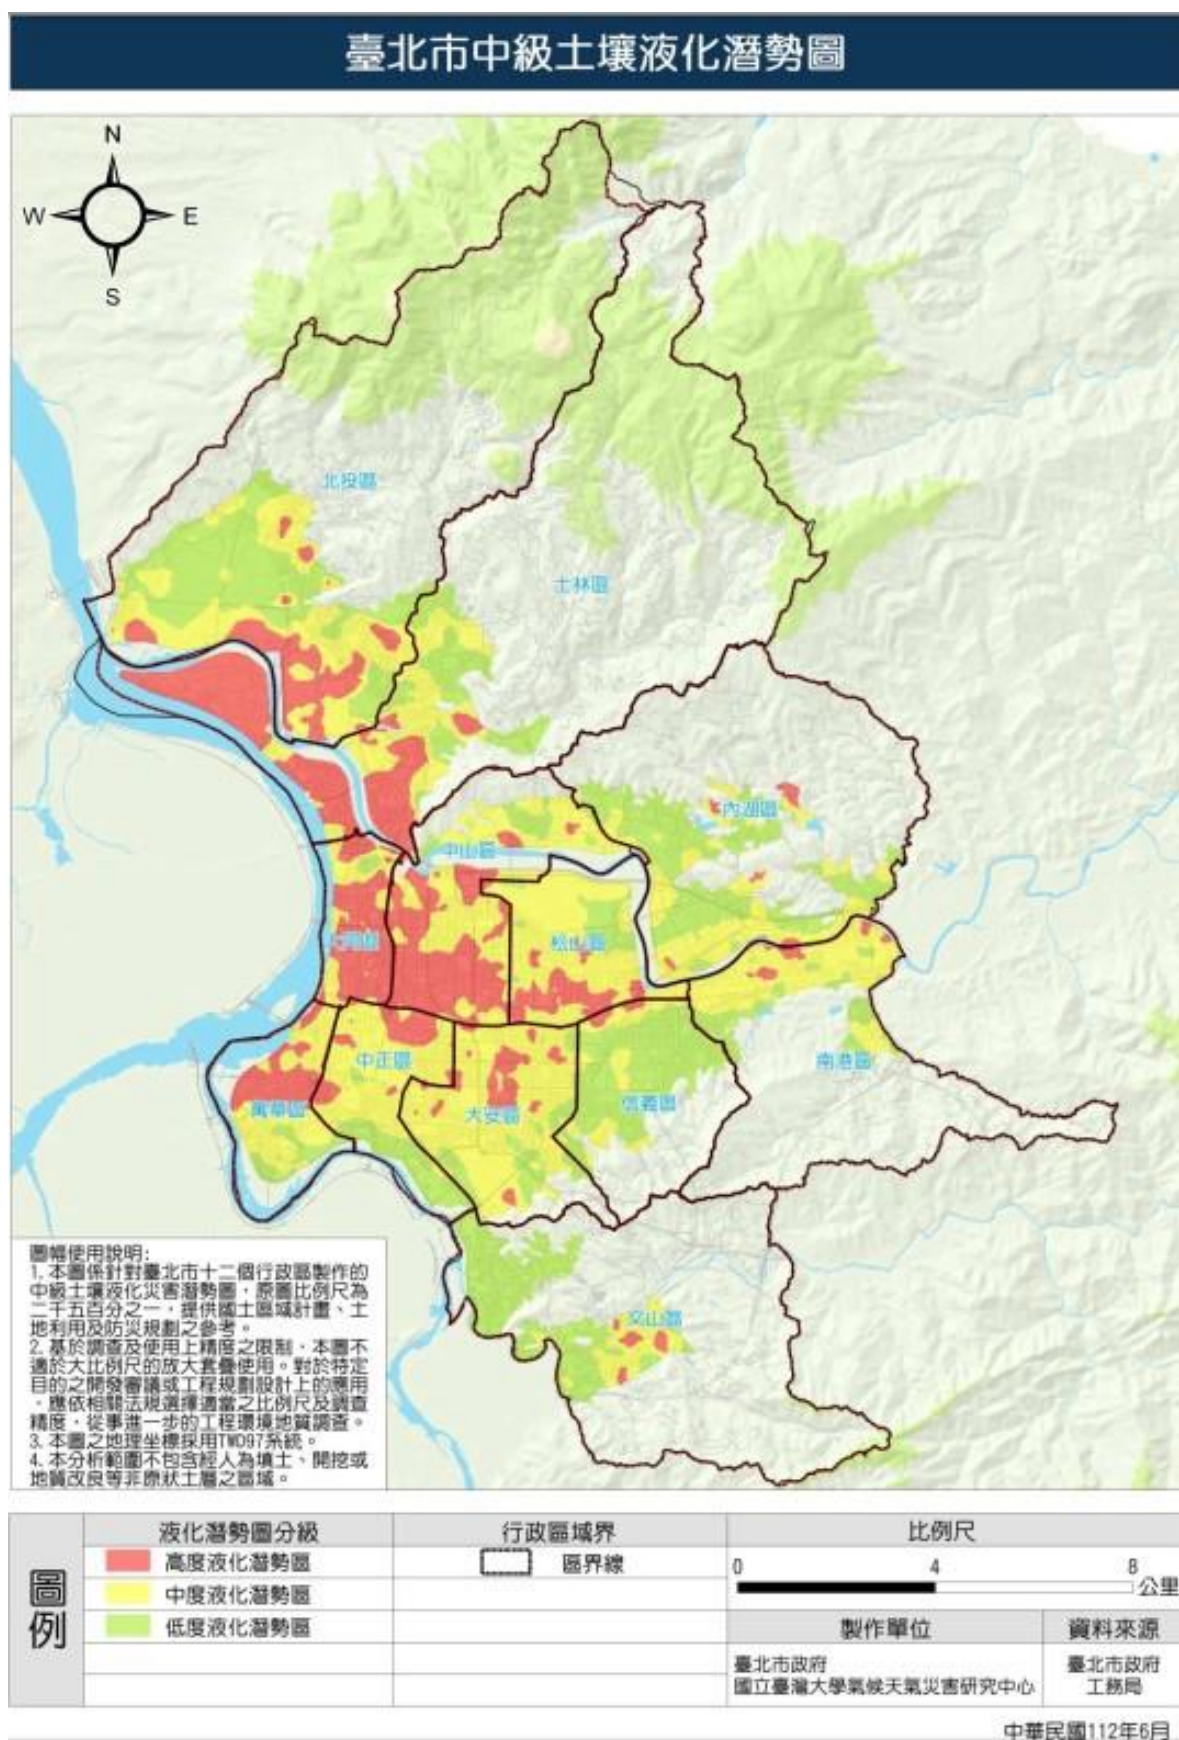 臺北市中級土壤液化潛勢圖
N
W
E
S
北投區
士林區
內湖區
中山區
松山區
中正區
南港區
萬華區
大安區
信義區
文山區
圖幅使用說明:
1. 本圖係針對臺北市十二個行政區製作的
中級土壤液化災害潛勢圖，原圖比例尺為
二千五百分之一，提供國土區域計畫、土
地利用及防災規劃之參考。
2. 基於調查及使用上精度之限制，本圖不
適於大比例尺的放大套疊使用。對於特定
目的之開發審議或工程規劃設計上的應用
，應依相關法規選擇適當之比例尺及調查
精度，從事進一步的工程環境地質調查。
3. 本圖之地理坐標採用TWD97系統。
4. 本分析範圍不包含經人為填土、開挖或
地質改良等非原狀土層之區域。
圖例
液化潛勢圖分級
高度液化潛勢區
中度液化潛勢區
低度液化潛勢區
行政區域界
區界線
比例尺
0 4 8
公里
製作單位
臺北市政府
國立臺灣大學氣候天氣災害研究中心
資料來源
臺北市政府
工務局
中華民國112年6月